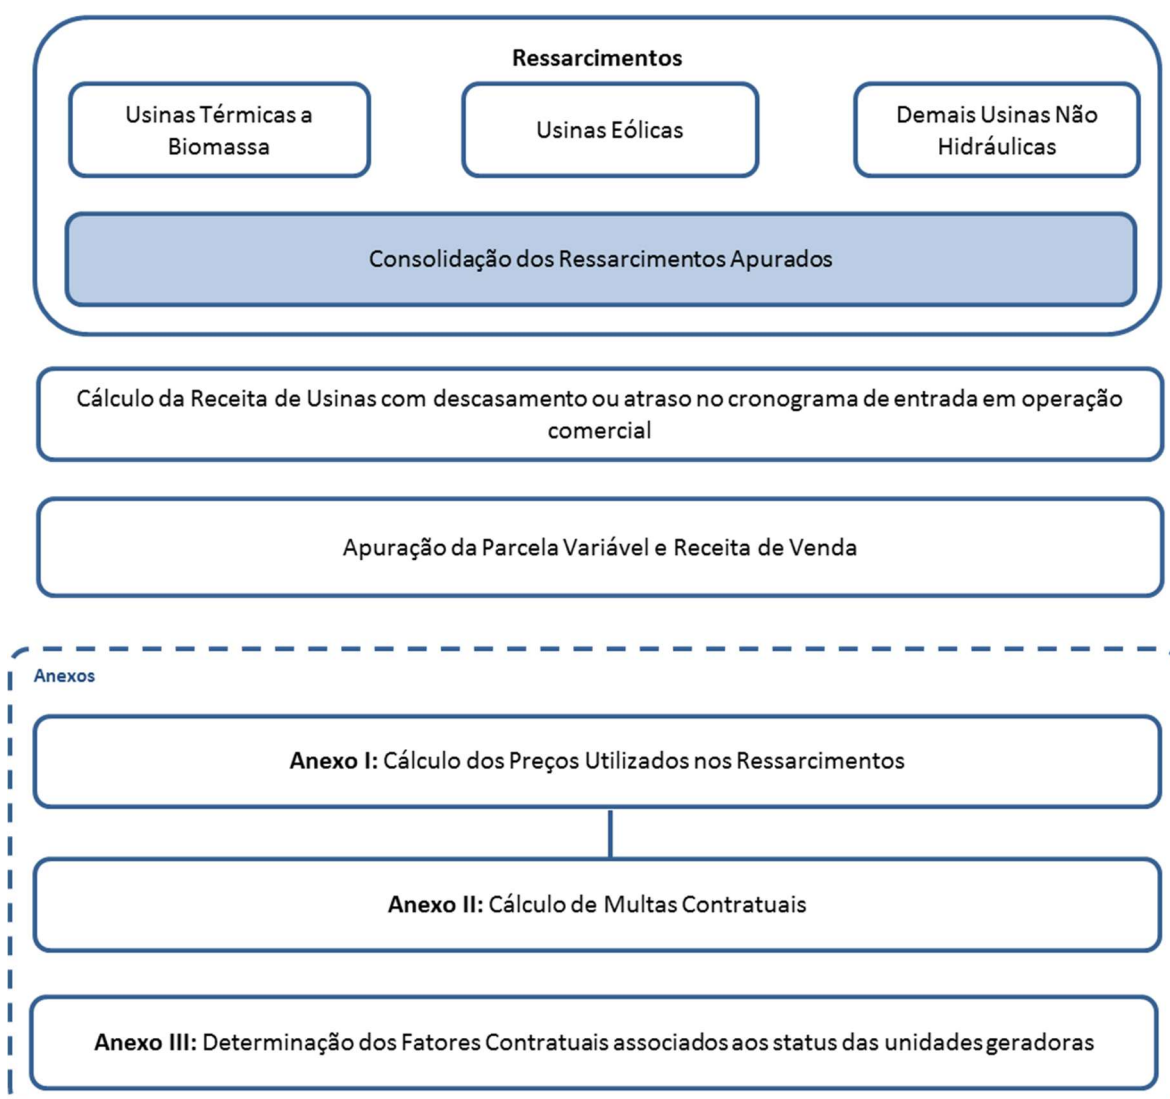 Ressarcimentos
Usinas Térmicas a
Biomassa
Usinas Eólicas
Demais Usinas Não
Hidráulicas
Consolidação dos Ressarcimentos Apurados
Cálculo da Receita de Usinas com descasamento ou atraso no cronograma de entrada em operação
comercial
Apuração da Parcela Variável e Receita de Venda
Anexos
Anexo I: Cálculo dos Preços Utilizados nos Ressarcimentos
Anexo II: Cálculo de Multas Contratuais
Anexo III: Determinação dos Fatores Contratuais associados aos status das unidades geradoras